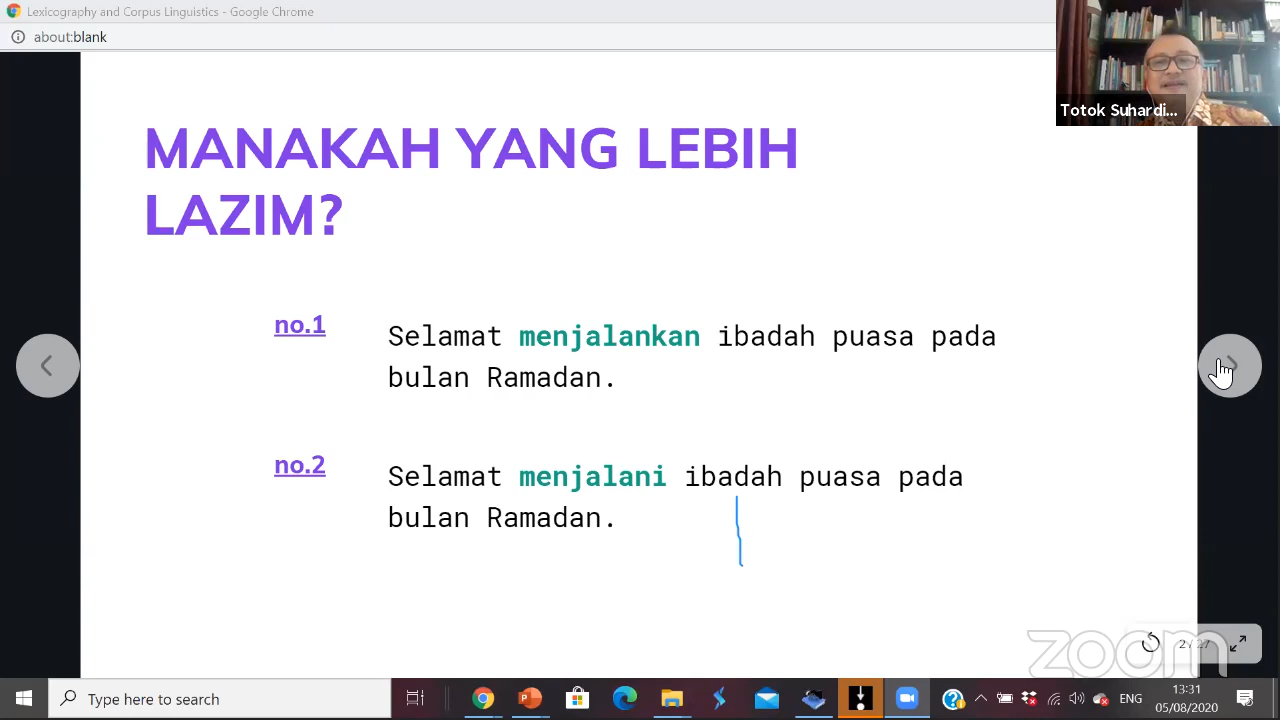 Lexicography and Corpus Linguistics - Google Chrome
about:blank
Totok Suhardi...
MANAKAH YANG LEBIH
LAZIM?
no.1
Selamat menjalankan ibadah puasa pada
bulan Ramadan.
no.2
Selamat menjalani ibadah puasa pada
bulan Ramadan.
zoom
2 / 27
Type here to search
ENG
13:31
05/08/2020